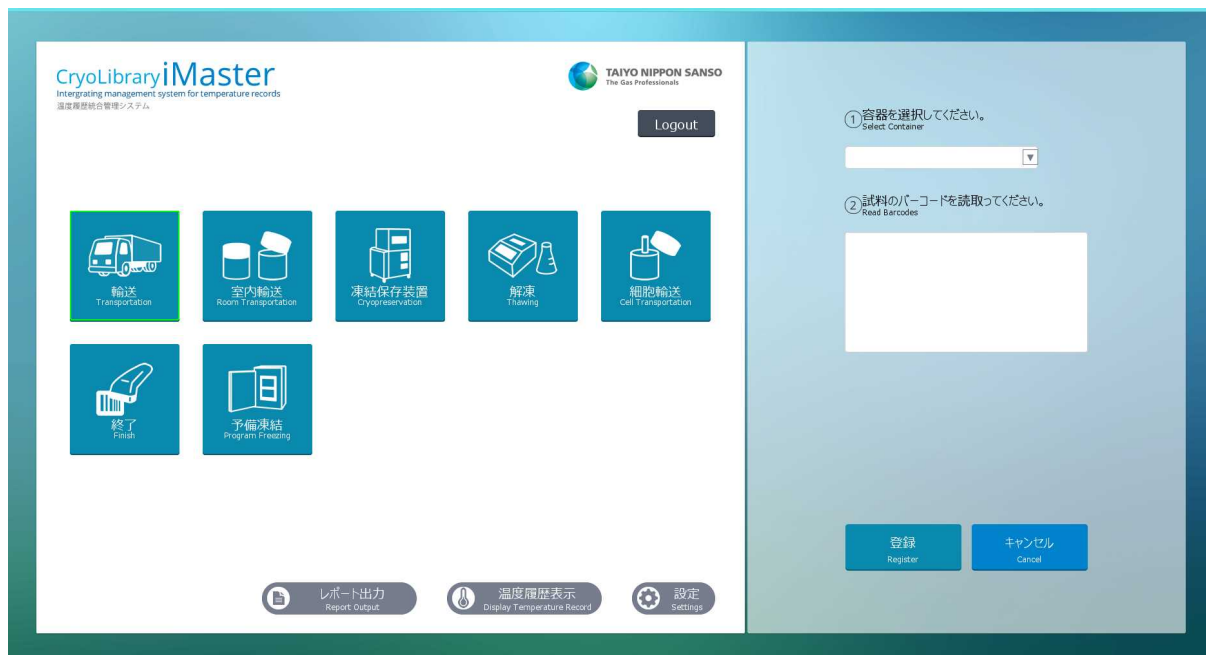 CryoLibrary iMaster
Intergrating management system for temperature records
温度履歴統合管理システム
TAIYO NIPPON SANSO
The Gas Professionals
Logout
輸送
Transportation
室内輸送
Room Transportation
凍結保存装置
Cryopreservation
解凍
Thawing
細胞輸送
Cell Transportation
終了
Finish
予備凍結
Program Freezing
レポート出力
Report Output
温度履歴表示
Display Temperature Record
設定
Settings
①容器を選択してください。
Select Container
②試料のバーコードを読取ってください。
Read Barcodes
登録
Register
キャンセル
Cancel